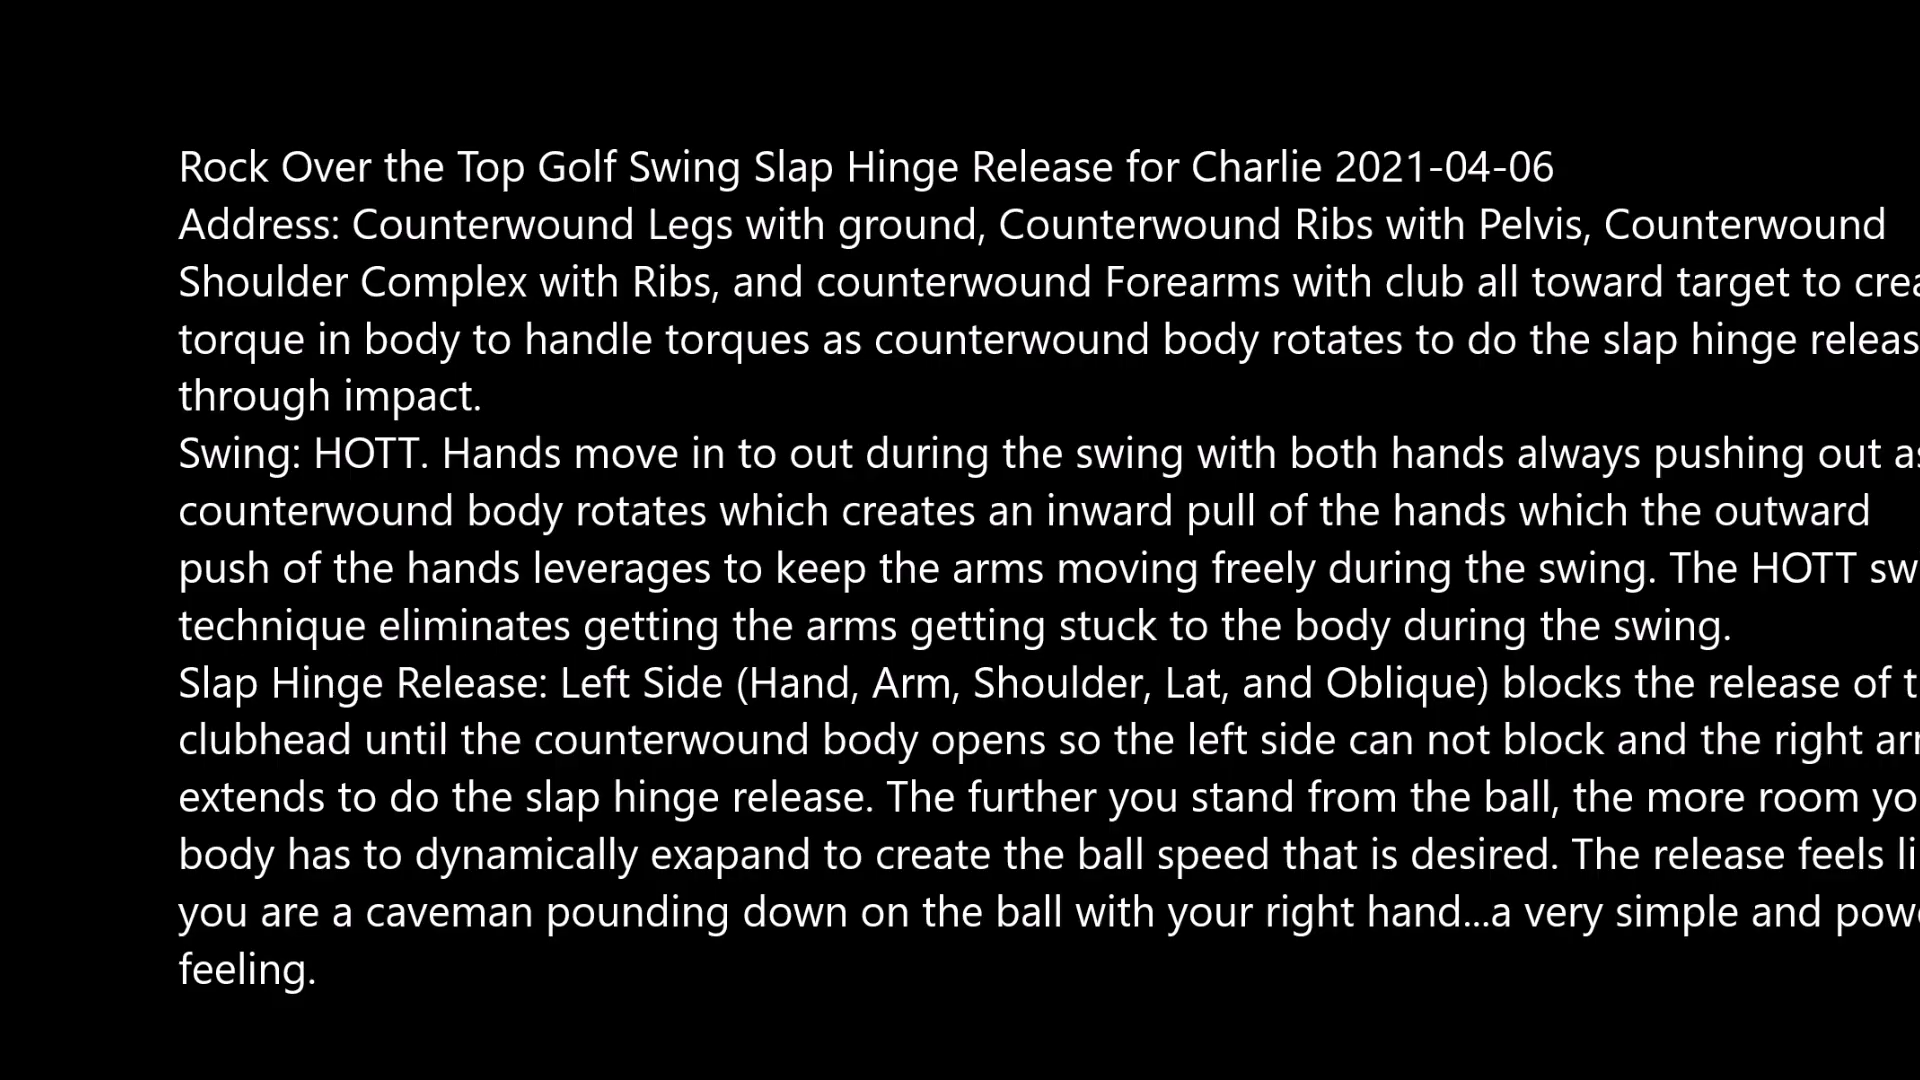 Rock Over the Top Golf Swing Slap Hinge Release for Charlie 2021-04-06
Address: Counterwound Legs with ground, Counterwound Ribs with Pelvis, Counterwound
Shoulder Complex with Ribs, and counterwound Forearms with club all toward target to
torque in body to handle torques as counterwound body rotates to do the slap hinge
through impact.
Swing: HOTT. Hands move in to out during the swing with both hands always pushing out
counterwound body rotates which creates an inward pull of the hands which the outward
push of the hands leverages to keep the arms moving freely during the swing. The HOTT
technique eliminates getting the arms getting stuck to the body during the swing.
Slap Hinge Release: Left Side (Hand, Arm, Shoulder, Lat, and Oblique) blocks the release of
clubhead until the counterwound body opens so the left side can not block and the right
extends to do the slap hinge release. The further you stand from the ball, the more room
body has to dynamically exapand to create the ball speed that is desired. The release feels
you are a caveman pounding down on the ball with your right hand...a very simple and
feeling.